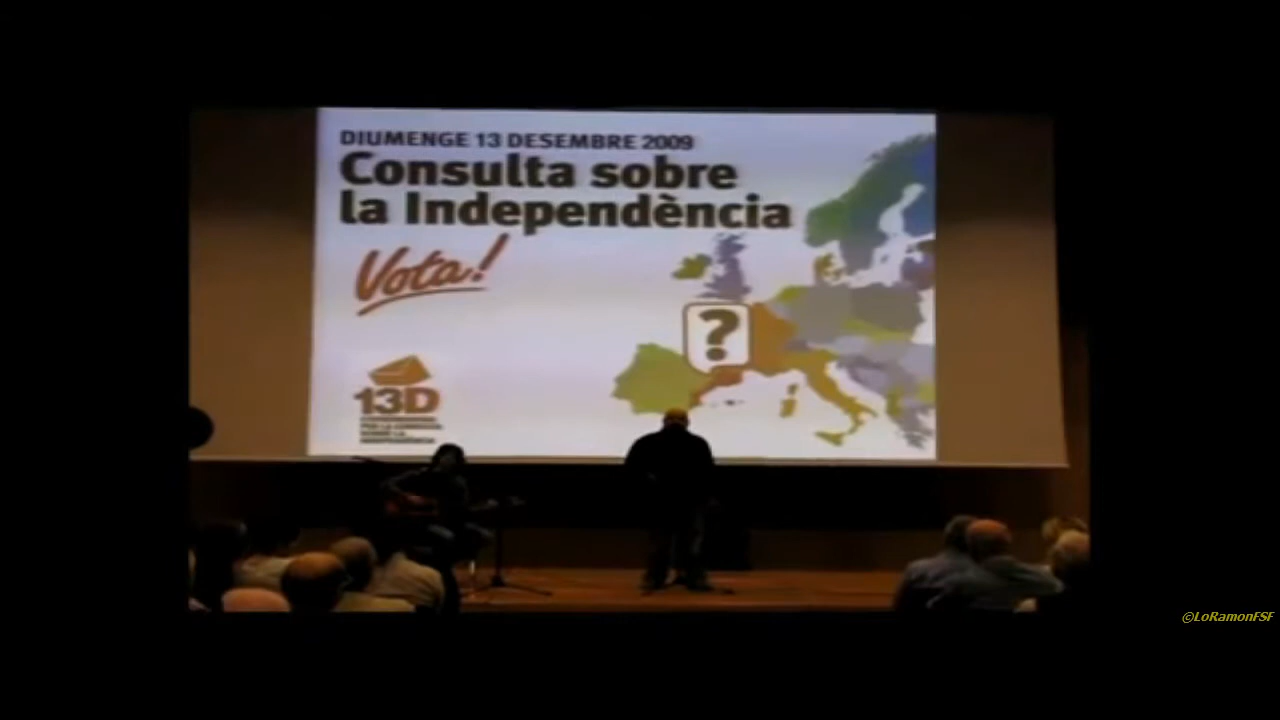 DIUMENGE 13 DESEMBRE 2009
Consulta sobre
la Independència
Vota!
?
13D
©LoRamonFSF